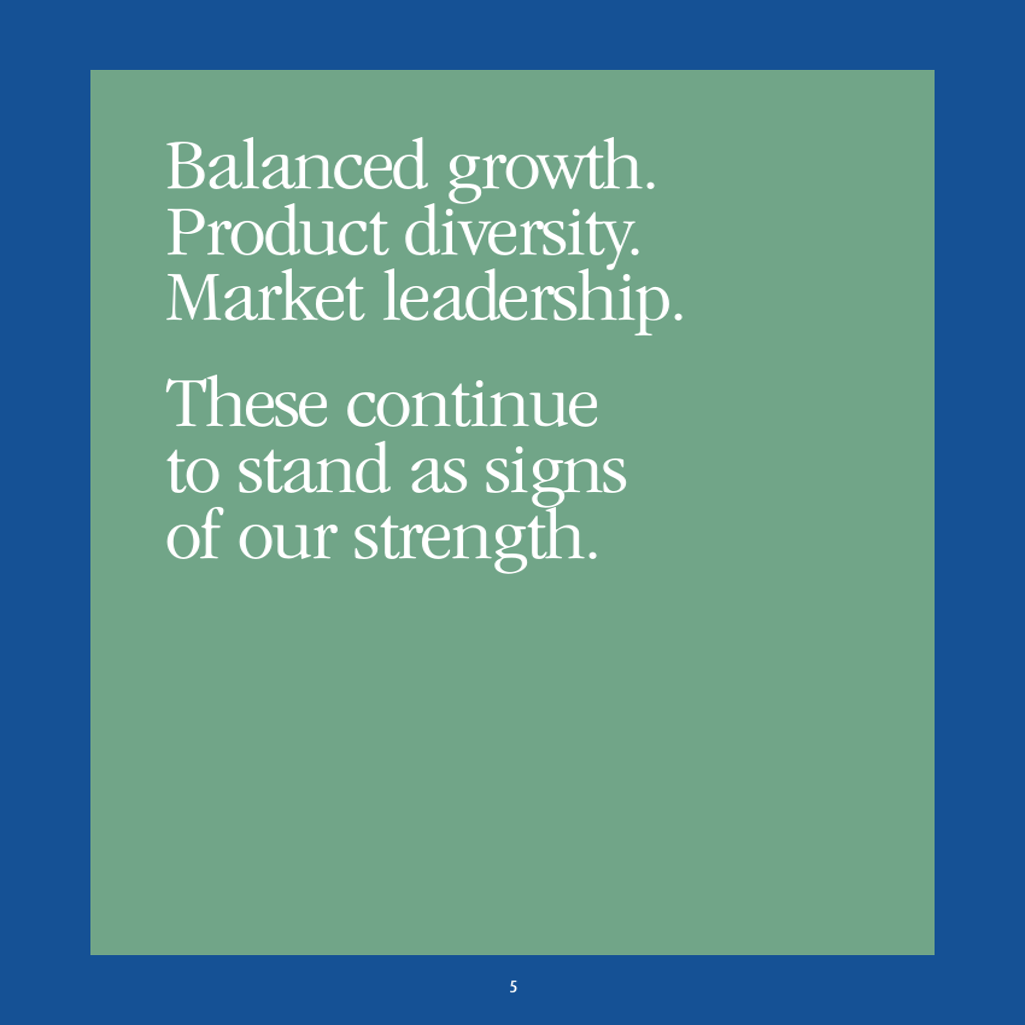 Balanced growth.
Product diversity.
Market leadership.
These continue
to stand as signs
of our strength.
5